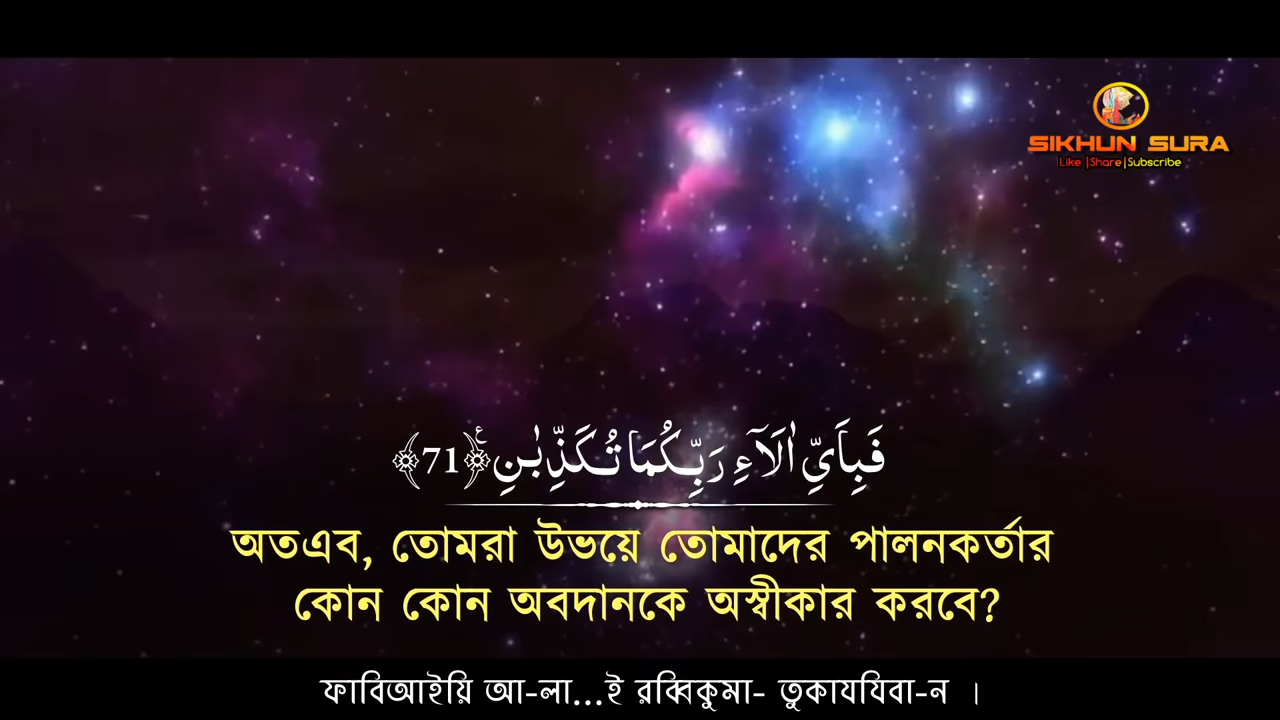 SIKHUN SURA
Like |Share|Subscribe
فَبِاَيِّ اٰلَآءِ رَبِّكُمَا تُكَذِّبٰنِ ﴿71﴾ۧ
অতএব, তোমরা উভয়ে তোমাদের পালনকর্তার
কোন কোন অবদানকে অস্বীকার করবে?
ফাবিআইয়ি আ-লা...ই রব্বিকুমা- তুকাযযিবা-ন ।